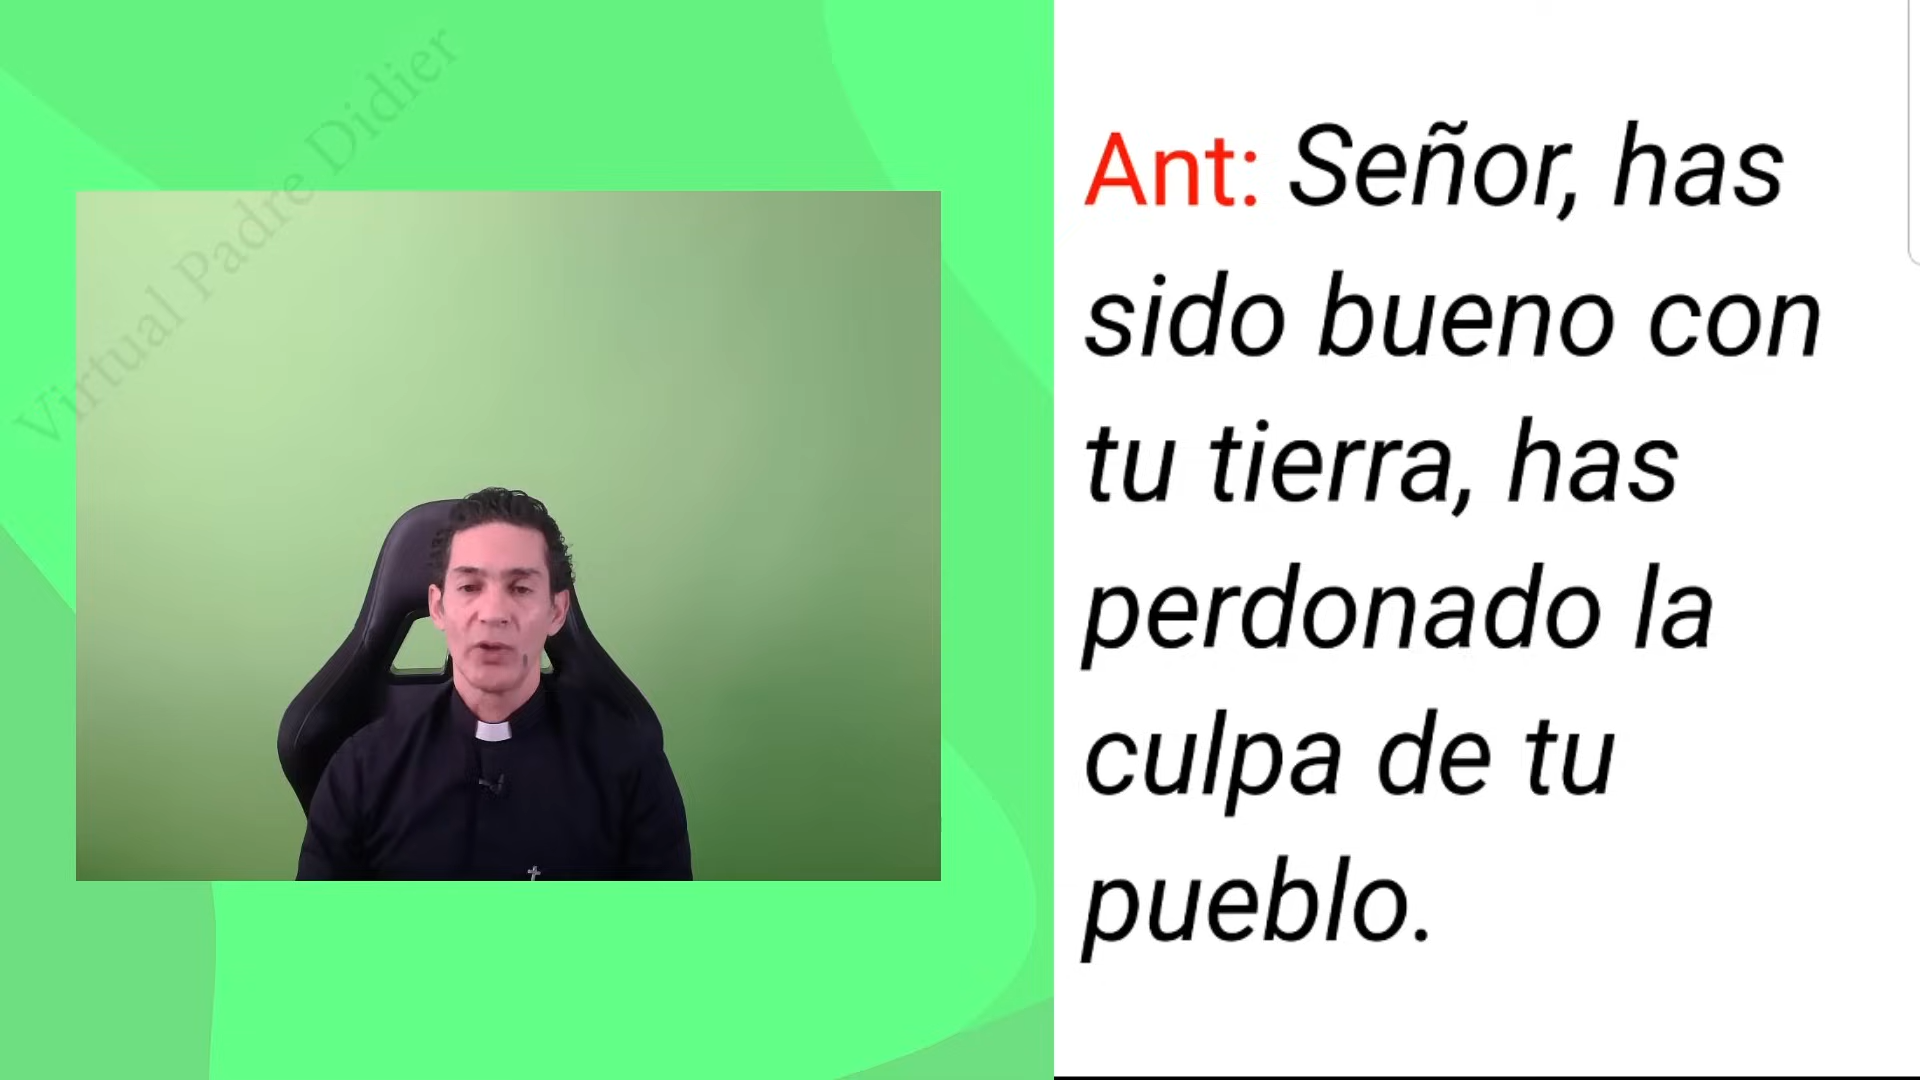 Virtual Padre Didier
Ant: Señor, has
sido bueno con
tu tierra, has
perdonado la
culpa de tu
pueblo.